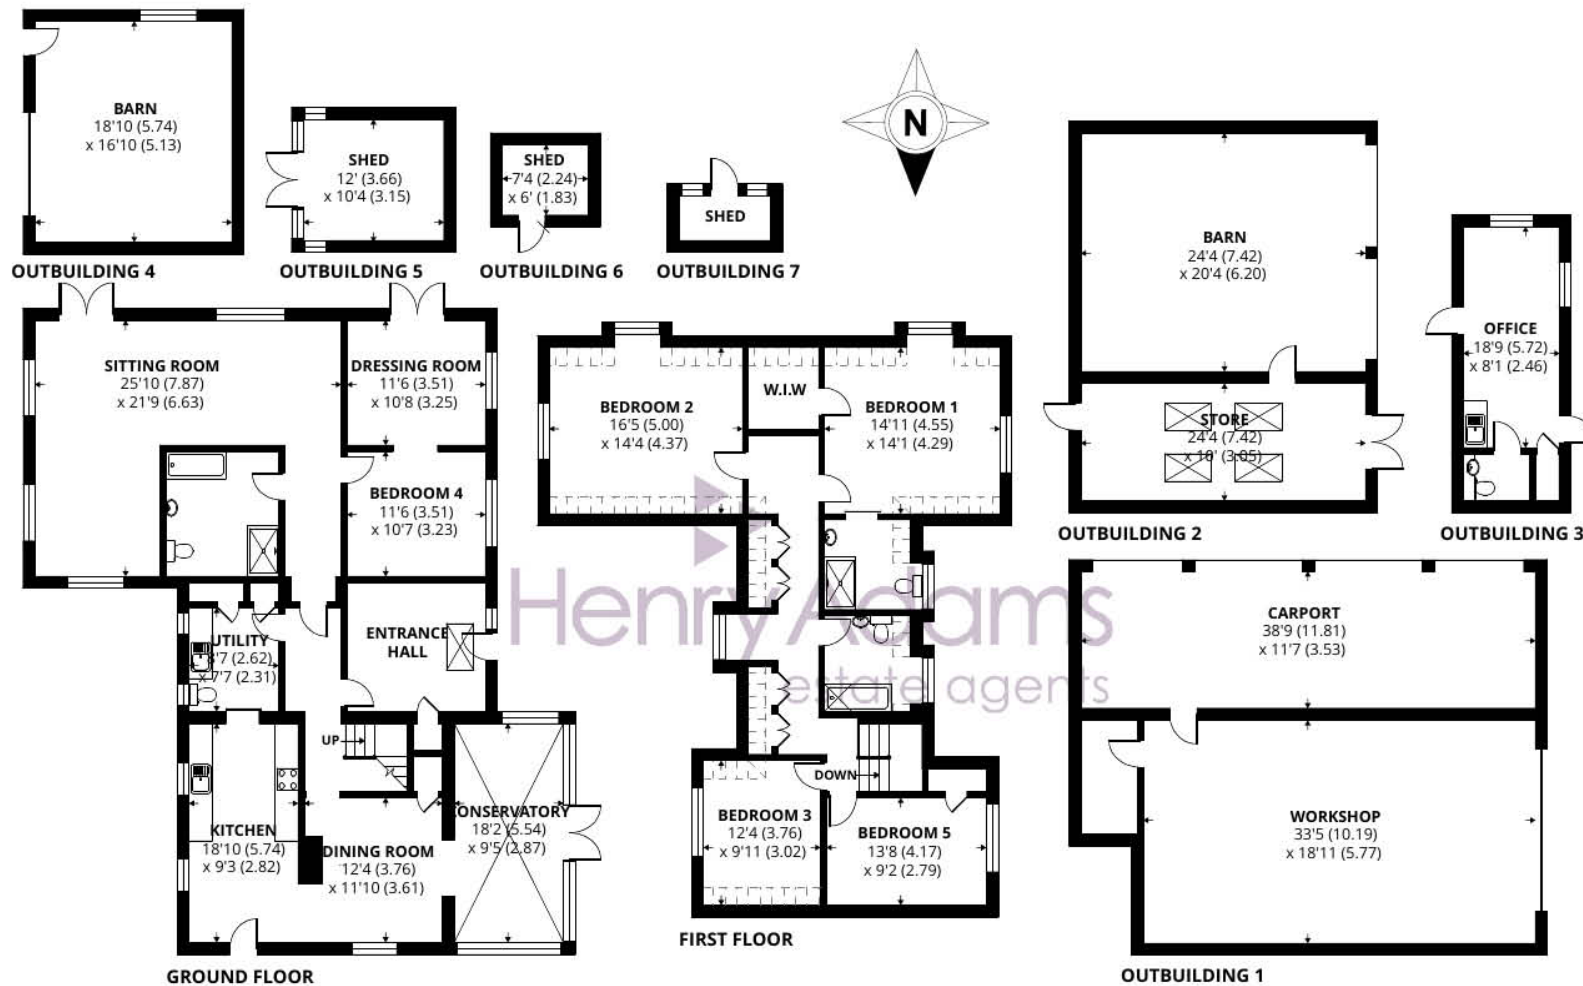 BARN
18'10 (5.74)
x 16'10 (5.13)
OUTBUILDING 4
SHED
12' (3.66)
x 10'4 (3.15)
OUTBUILDING 5
SHED
7'4 (2.24)
x 6' (1.83)
OUTBUILDING 6
SHED
OUTBUILDING 7
N
BARN
24'4 (7.42)
x 20'4 (6.20)
STORE
24'4 (7.42)
x 10' (3.05)
OUTBUILDING 2
OFFICE
18'9 (5.72)
x 8'1 (2.46)
OUTBUILDING 3
SITTING ROOM
25'10 (7.87)
x 21'9 (6.63)
DRESSING ROOM
11'6 (3.51)
x 10'8 (3.25)
BEDROOM 4
11'6 (3.51)
x 10'7 (3.23)
ENTRANCE
HALL
UTILITY
8'7 (2.62)
x 7'7 (2.31)
UP
KITCHEN
18'10 (5.74)
x 9'3 (2.82)
DINING ROOM
12'4 (3.76)
x 11'10 (3.61)
CONSERVATORY
18'2 (5.54)
x 9'5 (2.87)
GROUND FLOOR
BEDROOM 2
16'5 (5.00)
x 14'4 (4.37)
W.I.W
BEDROOM 1
14'11 (4.55)
x 14'1 (4.29)
Henry Adams
estate agents
DOWN
BEDROOM 3
12'4 (3.76)
x 9'11 (3.02)
BEDROOM 5
13'8 (4.17)
x 9'2 (2.79)
FIRST FLOOR
CARPORT
38'9 (11.81)
x 11'7 (3.53)
WORKSHOP
33'5 (10.19)
x 18'11 (5.77)
OUTBUILDING 1